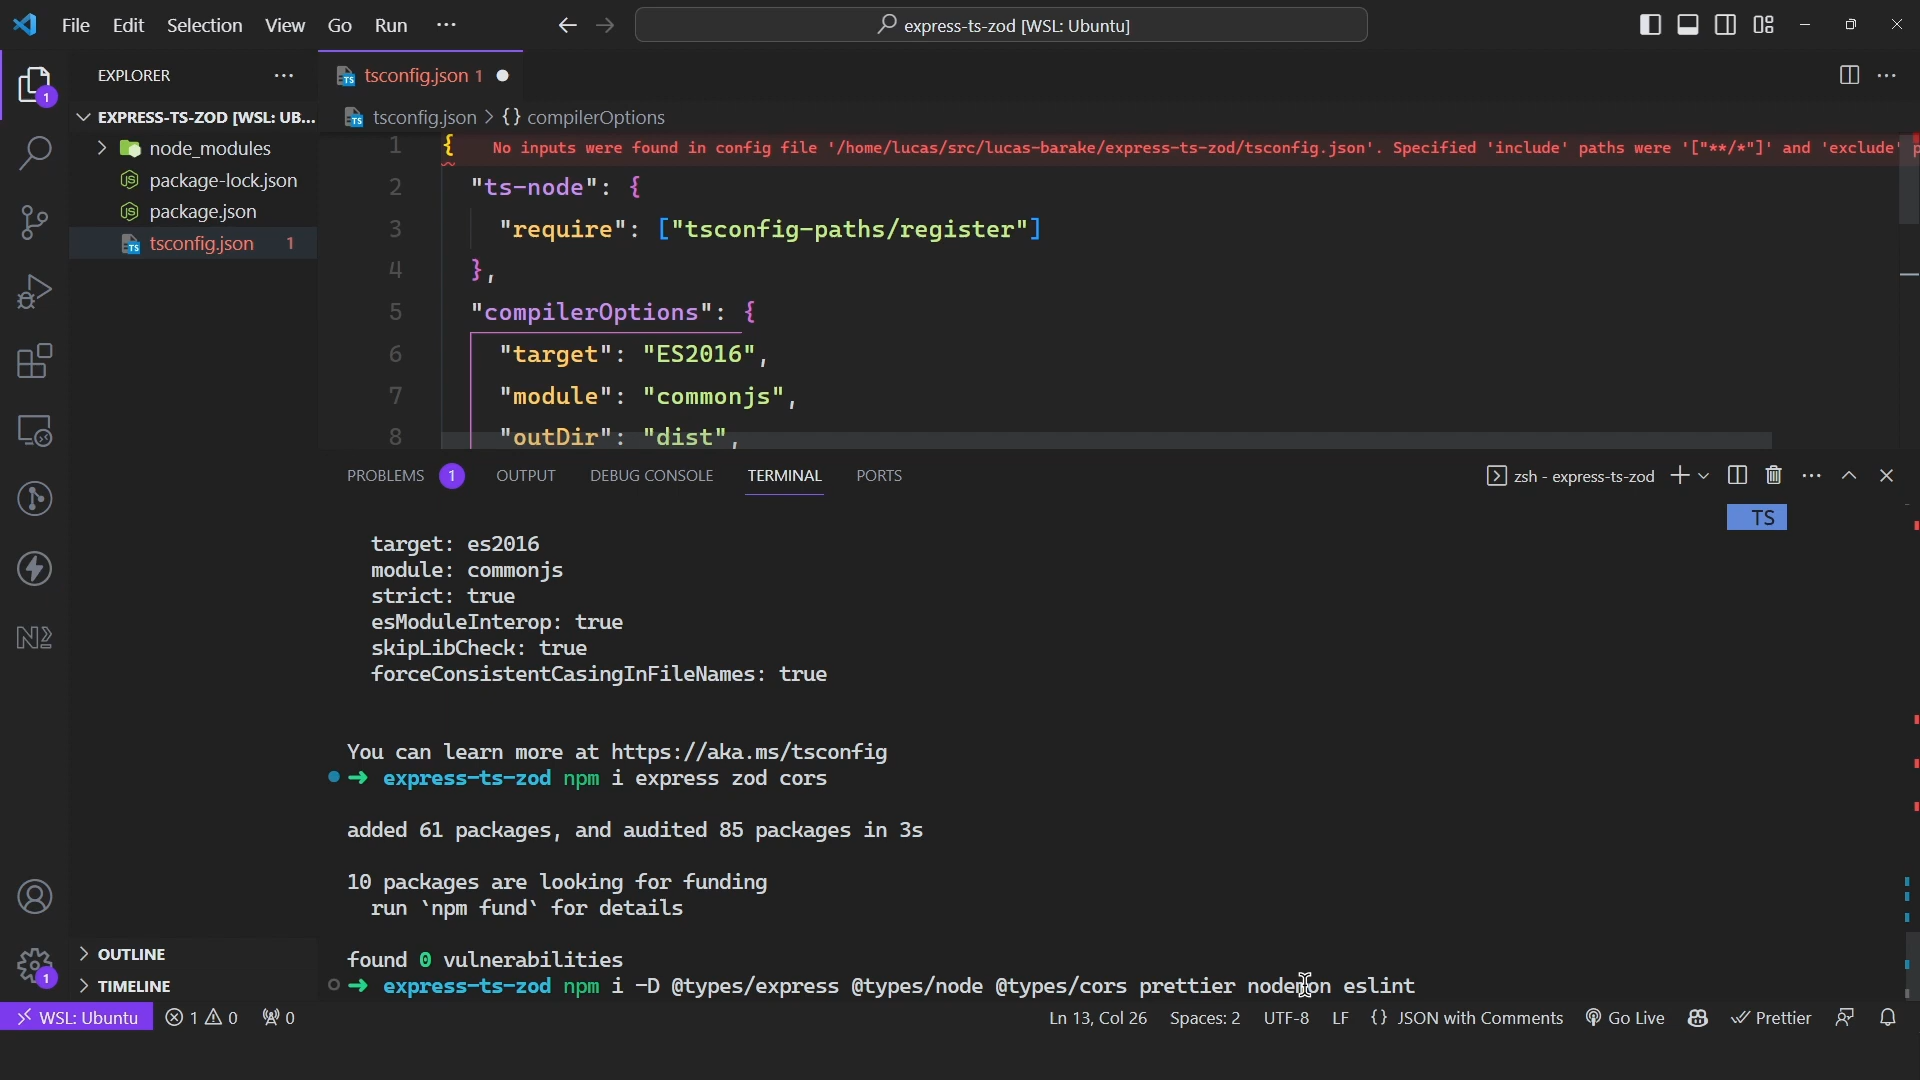 File Edit Selection View Go Run ··· express-ts-zod [WSL: Ubuntu]
EXPLORER ···
EXPRESS-TS-ZOD [WSL: UB...
node_modules
package-lock.json
package.json
tsconfig.json 1
OUTLINE
TIMELINE
tsconfig.json 1
tsconfig.json > {} compilerOptions
1 { No inputs were found in config file '/home/lucas/src/lucas-barake/express-ts-zod/tsconfig.json'. Specified 'include' paths were '["**/*"]' and 'exclude' p
2 "ts-node": {
3 "require": ["tsconfig-paths/register"]
4 },
5 "compilerOptions": {
6 "target": "ES2016",
7 "module": "commonjs",
8 "outDir": "dist",
PROBLEMS 1 OUTPUT DEBUG CONSOLE TERMINAL PORTS zsh - express-ts-zod
TS
target: es2016
module: commonjs
strict: true
esModuleInterop: true
skipLibCheck: true
forceConsistentCasingInFileNames: true
You can learn more at https://aka.ms/tsconfig
➜ express-ts-zod npm i express zod cors
added 61 packages, and audited 85 packages in 3s
10 packages are looking for funding
run `npm fund` for details
found 0 vulnerabilities
➜ express-ts-zod npm i -D @types/express @types/node @types/cors prettier nodemon eslint
1
1
WSL: Ubuntu 1 0 0 Ln 13, Col 26 Spaces: 2 UTF-8 LF {} JSON with Comments Go Live Prettier